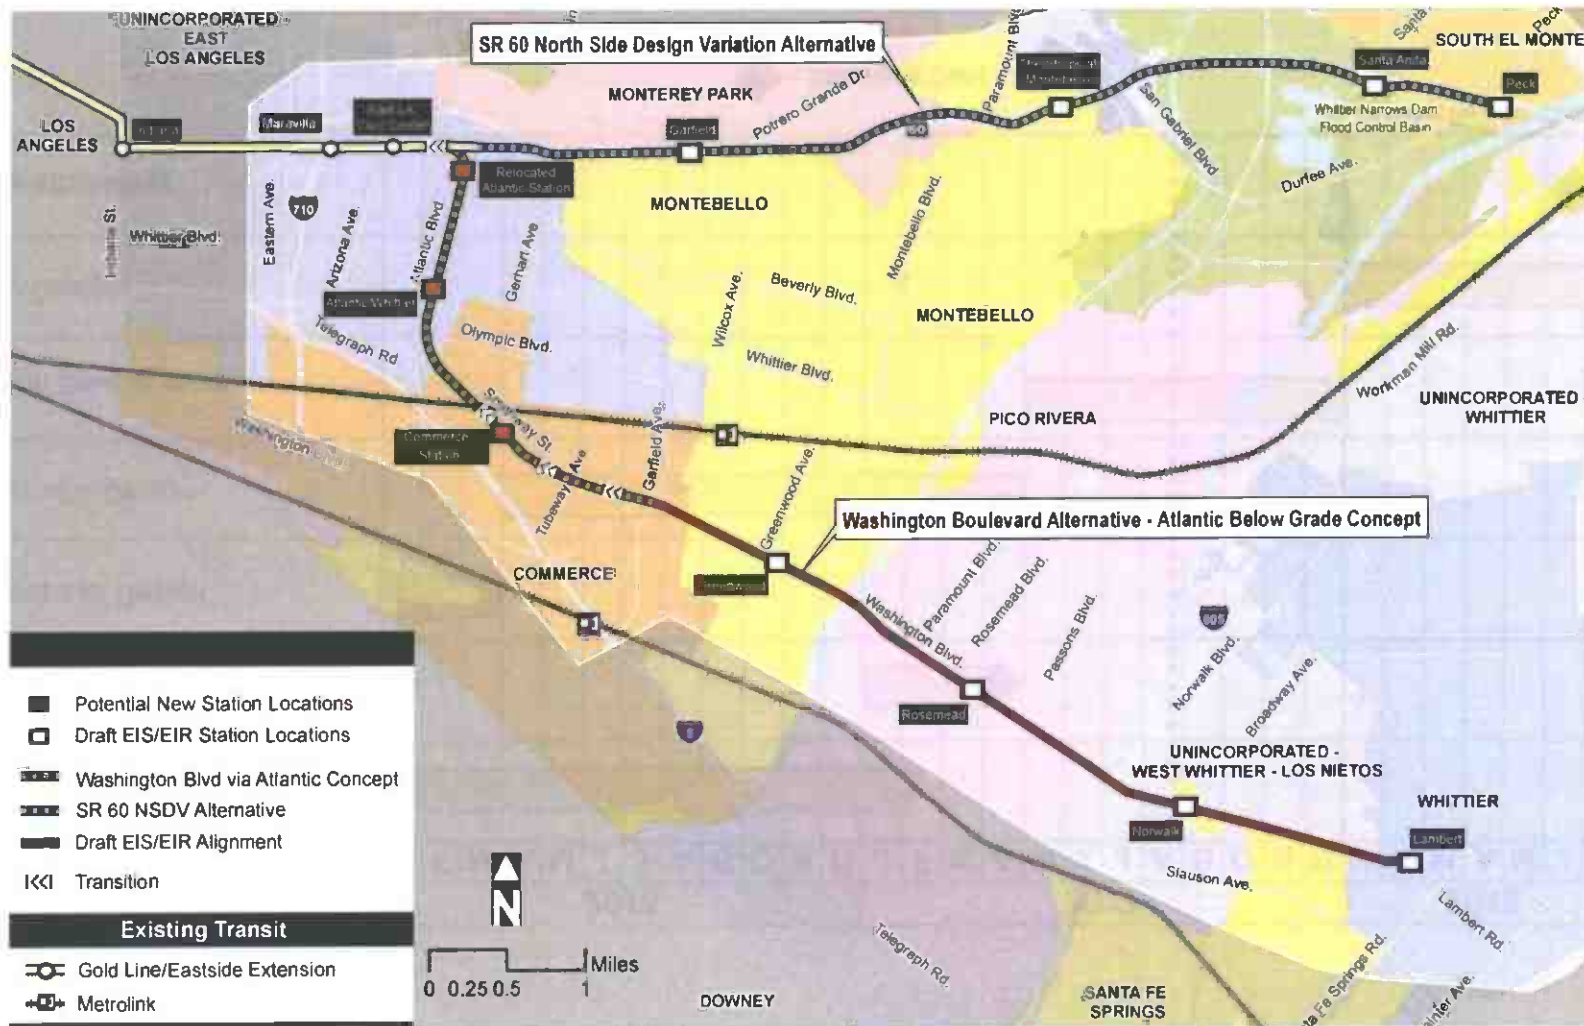 UNINCORPORATED
EAST
LOS ANGELES
SR 60 North Side Design Variation Alternative
Paramount Blvd
Santa
Peck
SOUTH EL MONTE
Santa Anita
Peck
MONTEREY PARK
Potrero Grande Dr
60
San Gabriel Blvd
Whittier Narrows Dam
Flood Control Basin
LOS
ANGELES
Indiana
Maravilla
Garfield
Relocated
Atlantic Station
Durfee Ave.
MONTEBELLO
Montebello Blvd.
710
Indiana St.
Whittier Blvd.
Eastern Ave.
Arizona Ave.
Atlantic Blvd
Gerhart Ave
Atlantic/Whittier
Beverly Blvd.
Wilcox Ave.
MONTEBELLO
Telegraph Rd
Olympic Blvd.
Whittier Blvd.
Workman Mill Rd.
UNINCORPORATED -
WHITTIER
PICO RIVERA
Commerce
Station
Smithway St.
Garfield Ave.
Tubeway Ave
Greenwood Ave.
Washington Boulevard Alternative - Atlantic Below Grade Concept
COMMERCE
Greenwood
Washington Blvd.
Paramount Blvd.
Rosemead Blvd.
Passons Blvd.
605
Norwalk Blvd.
Broadway Ave.
Rosemead
UNINCORPORATED -
WEST WHITTIER - LOS NIETOS
WHITTIER
Norwalk
Lambert
Slauson Ave.
Lambert Rd.
Telegraph Rd.
SANTA FE
SPRINGS
DOWNEY
Potential New Station Locations
Draft EIS/EIR Station Locations
Washington Blvd via Atlantic Concept
SR 60 NSDV Alternative
Draft EIS/EIR Alignment
Transition
Existing Transit
Gold Line/Eastside Extension
Metrolink
N
0 0.25 0.5 1 Miles